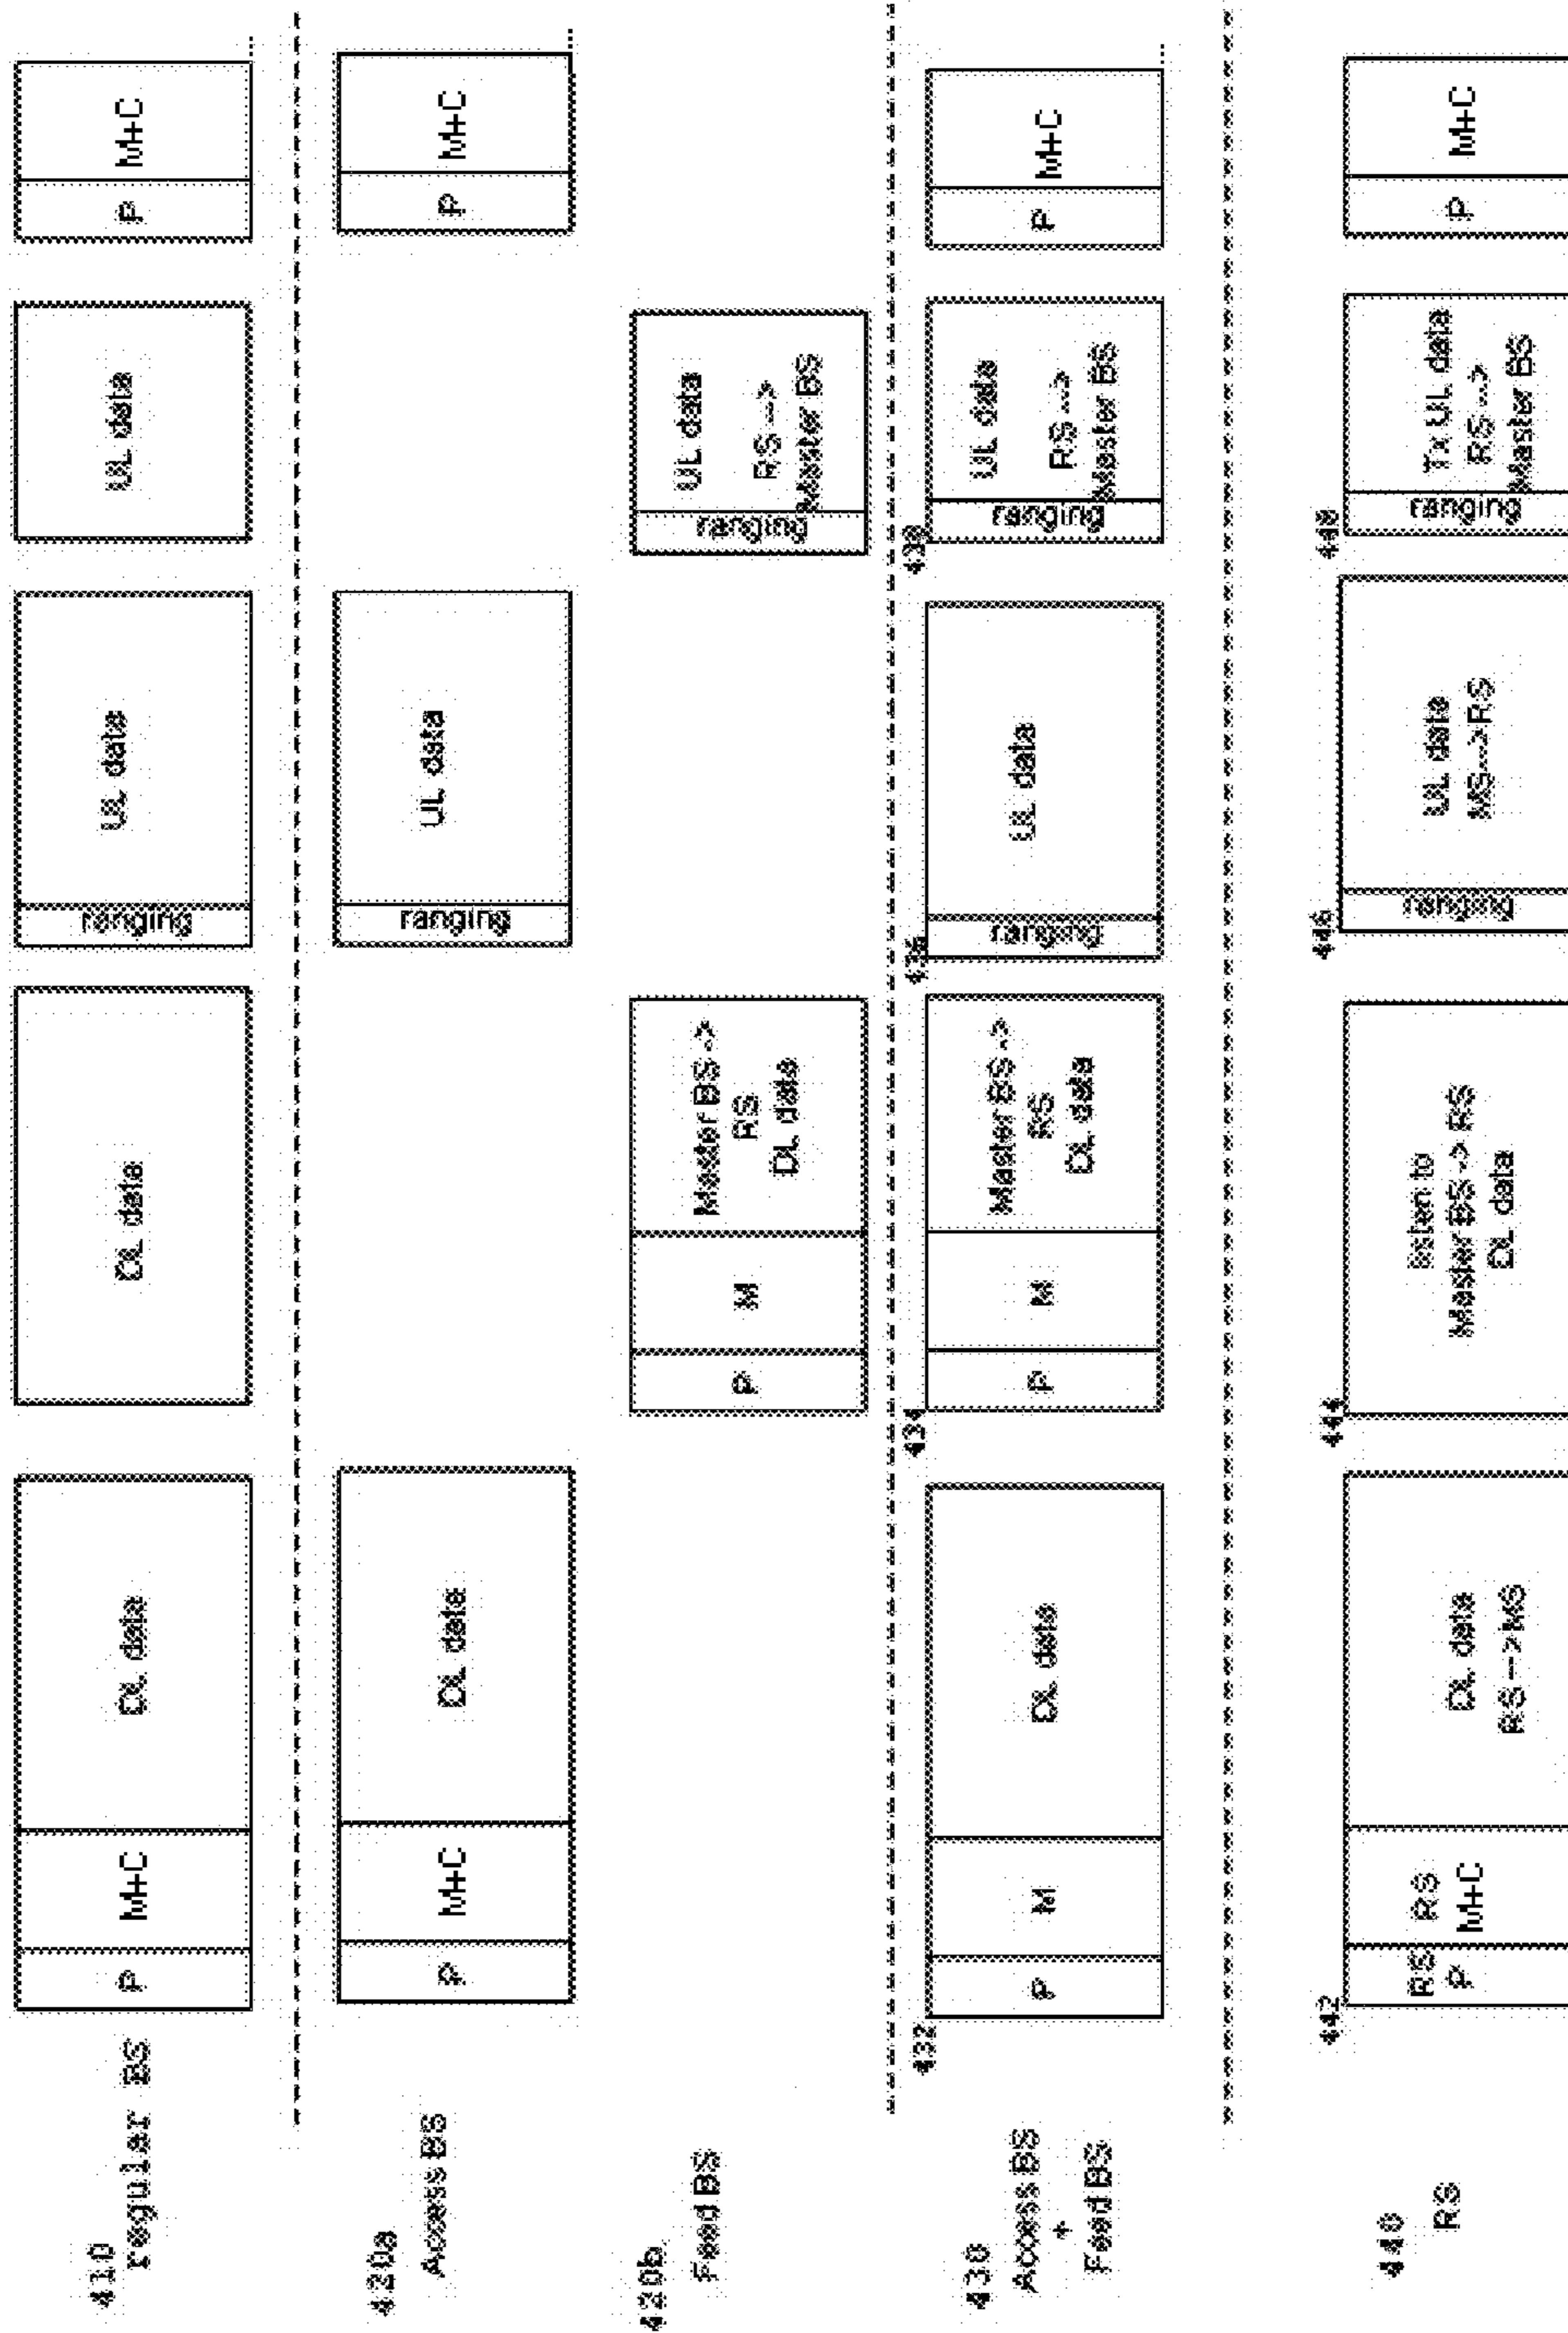 410
regular BS
P
M+C
DL data
DL data
ranging
UL data
UL data
P
M+C
420a
Access BS
P
M+C
DL data
ranging
UL data
P
M+C
420b
Feed BS
P
M
Master BS ->
RS
DL data
ranging
UL data
RS -->
Master BS
430
Access BS
+
Feed BS
432
P
M
DL data
434
P
M
Master BS ->
RS
DL data
436
ranging
UL data
438
ranging
UL data
RS -->
Master BS
P
M+C
440
RS
442
RS
P
RS
M+C
DL data
RS-->MS
444
listen to
Master BS -> RS
DL data
446
ranging
UL data
MS-->RS
448
ranging
Tx UL data
RS -->
Master BS
P
M+C